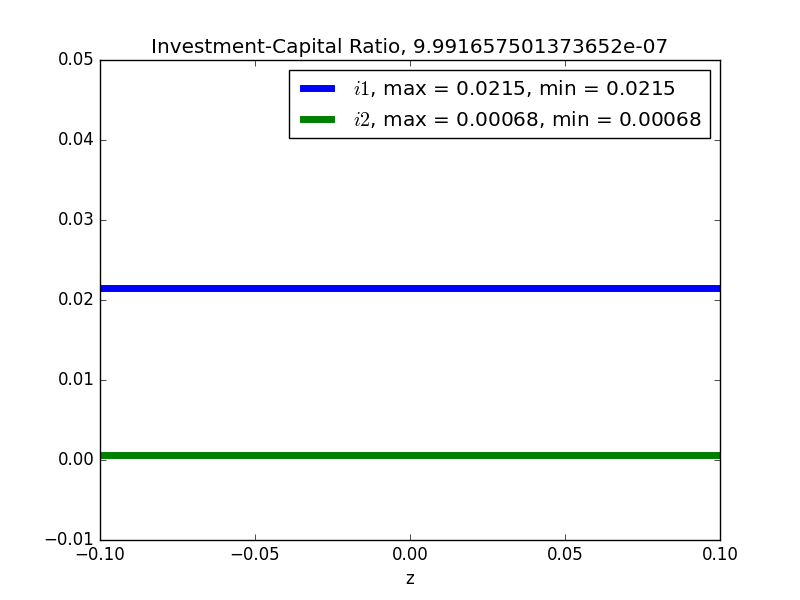 Investment-Capital Ratio, 9.991657501373652e-07
0.05
i1, max = 0.0215, min = 0.0215
i2, max = 0.00068, min = 0.00068
0.04
0.03
0.02
0.01
0.00
−0.01
−0.10 −0.05 0.00 0.05 0.10
z